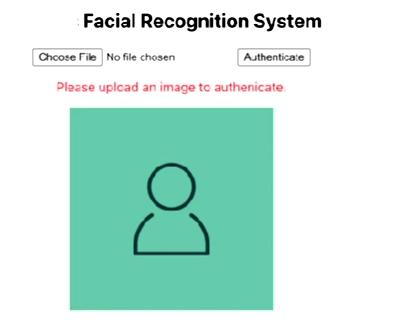 Facial Recognition System
Choose File No file chosen Authenticate
Please upload an image to authenicate.